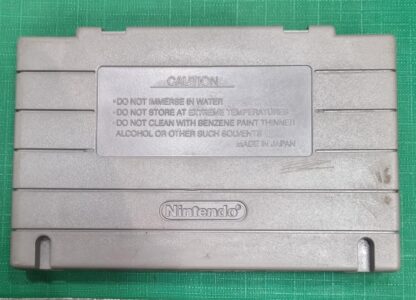 CAUTION
•DO NOT IMMERSE IN WATER
•DO NOT STORE AT EXTREME TEMPERATURES
•DO NOT CLEAN WITH BENZENE PAINT THINNER
ALCOHOL OR OTHER SUCH SOLVENTS
MADE IN JAPAN
Nintendo®